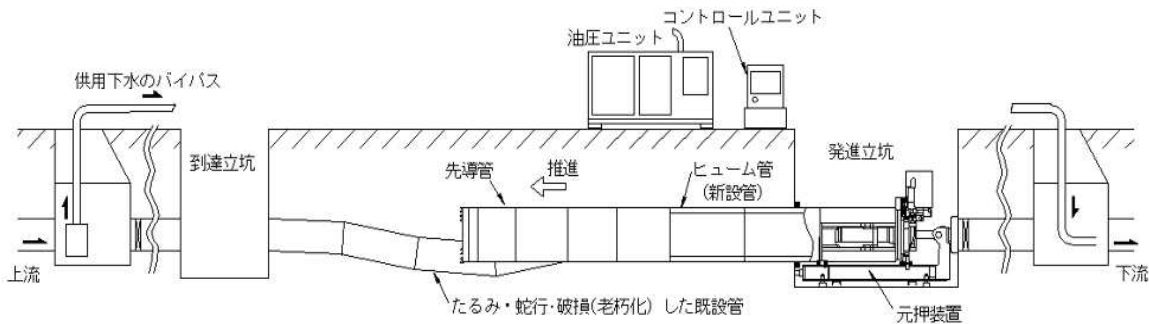 コントロールユニット
油圧ユニット
供用下水のバイパス
到達立坑
発進立坑
先導管
推進
ヒューム管
(新設管)
上流
下流
たるみ・蛇行・破損(老朽化) した既設管
元押装置